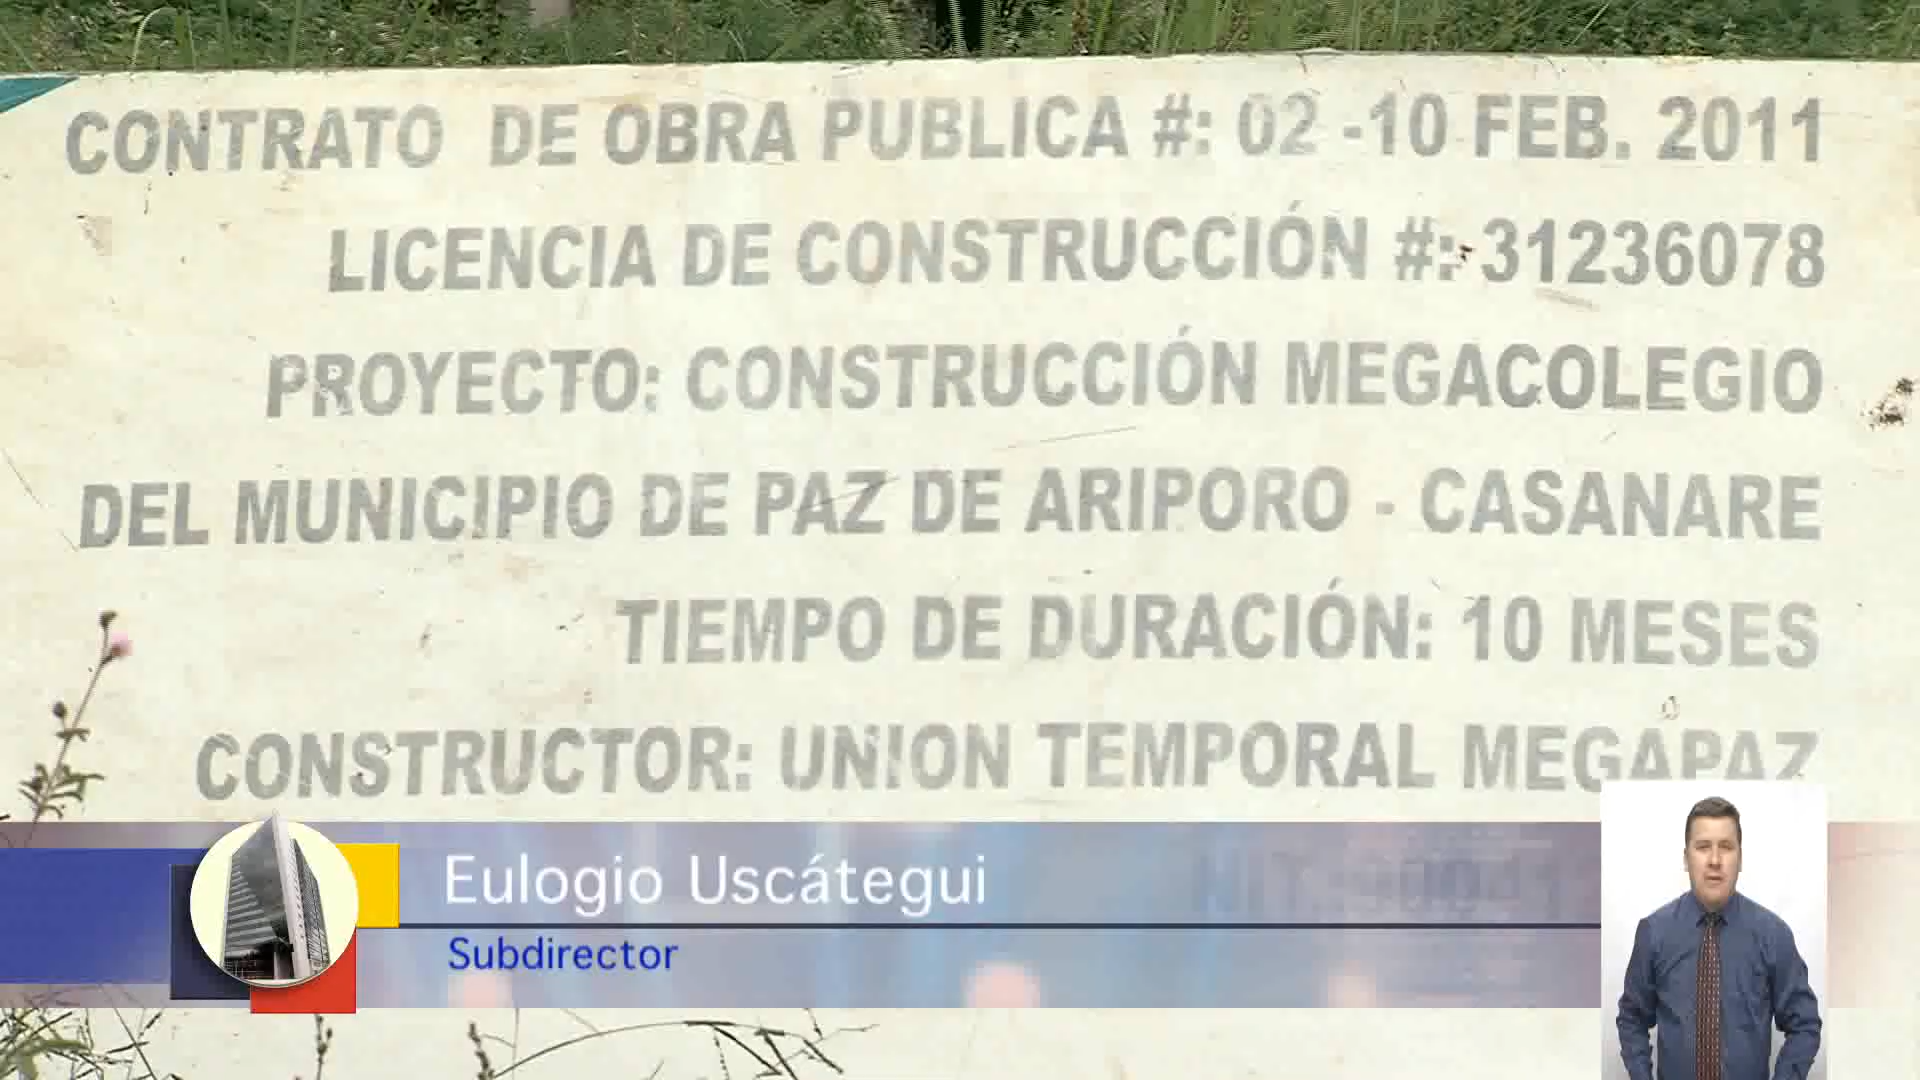 CONTRATO DE OBRA PUBLICA #: 02 -10 FEB. 2011
LICENCIA DE CONSTRUCCIÓN #: 31236078
PROYECTO: CONSTRUCCIÓN MEGACOLEGIO
DEL MUNICIPIO DE PAZ DE ARIPORO - CASANARE
TIEMPO DE DURACIÓN: 10 MESES
CONSTRUCTOR: UNION TEMPORAL MEGAPAZ
Eulogio Uscátegui
Subdirector